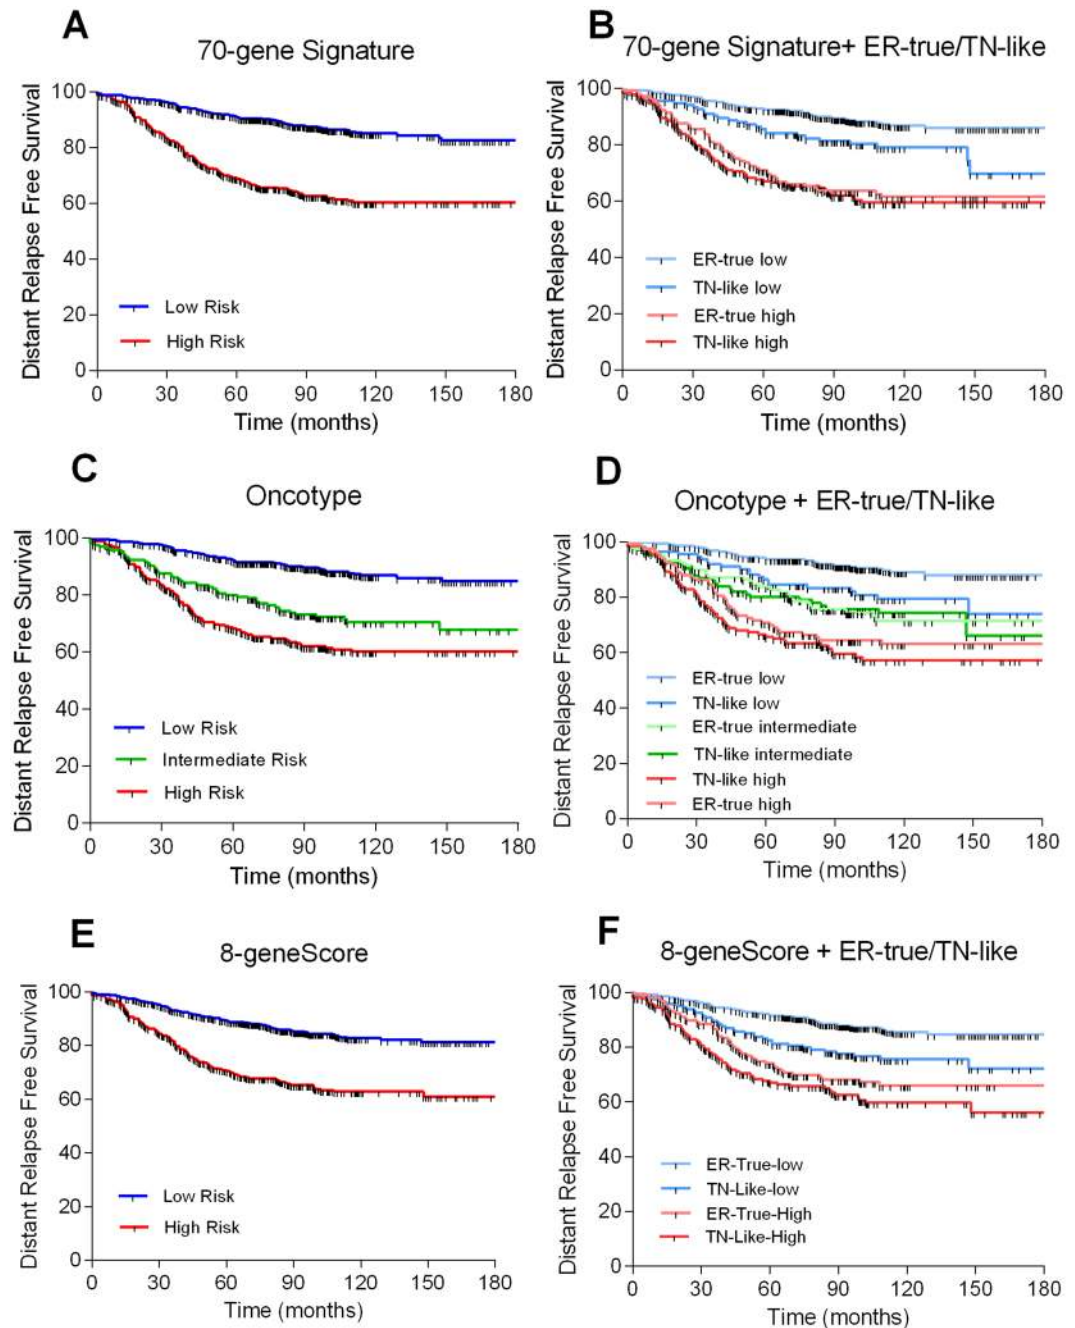 A
70-gene Signature
Distant Relapse Free Survival
100
80
60
40
20
0
Low Risk
High Risk
0 30 60 90 120 150 180
Time (months)
B
70-gene Signature+ ER-true/TN-like
Distant Relapse Free Survival
100
80
60
40
20
0
ER-true low
TN-like low
ER-true high
TN-like high
0 30 60 90 120 150 180
Time (months)
C
Oncotype
Distant Relapse Free Survival
100
80
60
40
20
0
Low Risk
Intermediate Risk
High Risk
0 30 60 90 120 150 180
Time (months)
D
Oncotype + ER-true/TN-like
Distant Relapse Free Survival
100
80
60
40
20
0
ER-true low
TN-like low
ER-true intermediate
TN-like intermediate
TN-like high
ER-true high
0 30 60 90 120 150 180
Time (months)
E
8-geneScore
Distant Relapse Free Survival
100
80
60
40
20
0
Low Risk
High Risk
0 30 60 90 120 150 180
Time (months)
F
8-geneScore + ER-true/TN-like
Distant Relapse Free Survival
100
80
60
40
20
0
ER-True-low
TN-Like-low
ER-True-High
TN-Like-High
0 30 60 90 120 150 180
Time (months)